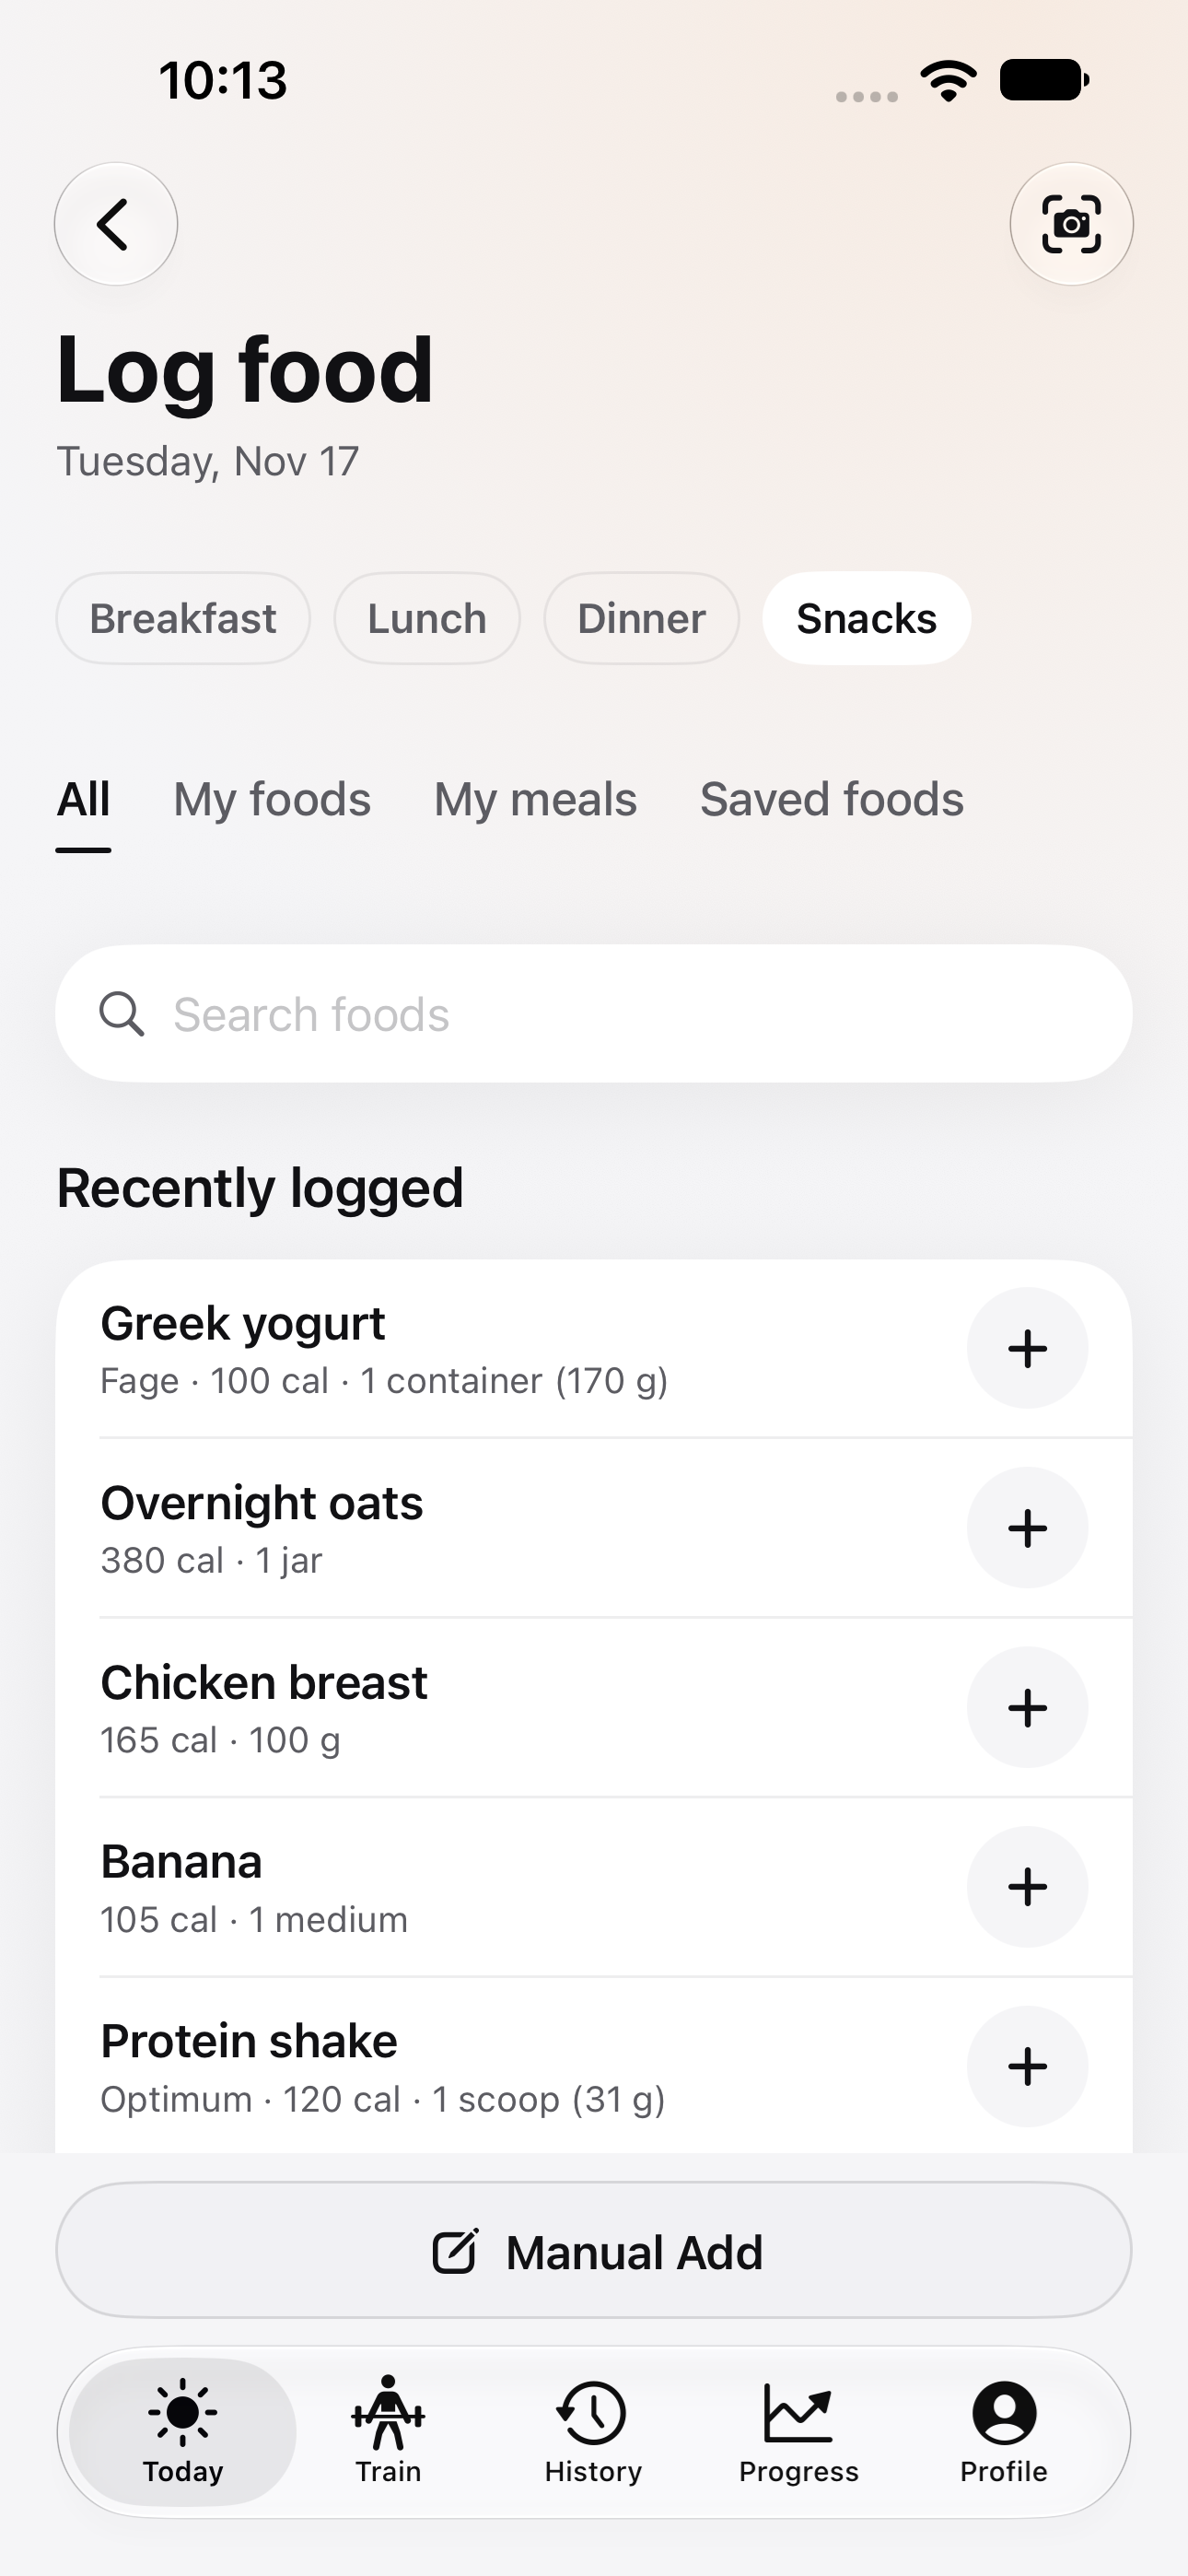 10:13
Log food
Tuesday, Nov 17
Breakfast Lunch Dinner Snacks
All My foods My meals Saved foods
Search foods
Recently logged
Greek yogurt
Fage · 100 cal · 1 container (170 g)
Overnight oats
380 cal · 1 jar
Chicken breast
165 cal · 100 g
Banana
105 cal · 1 medium
Protein shake
Optimum · 120 cal · 1 scoop (31 g)
Manual Add
Today Train History Progress Profile